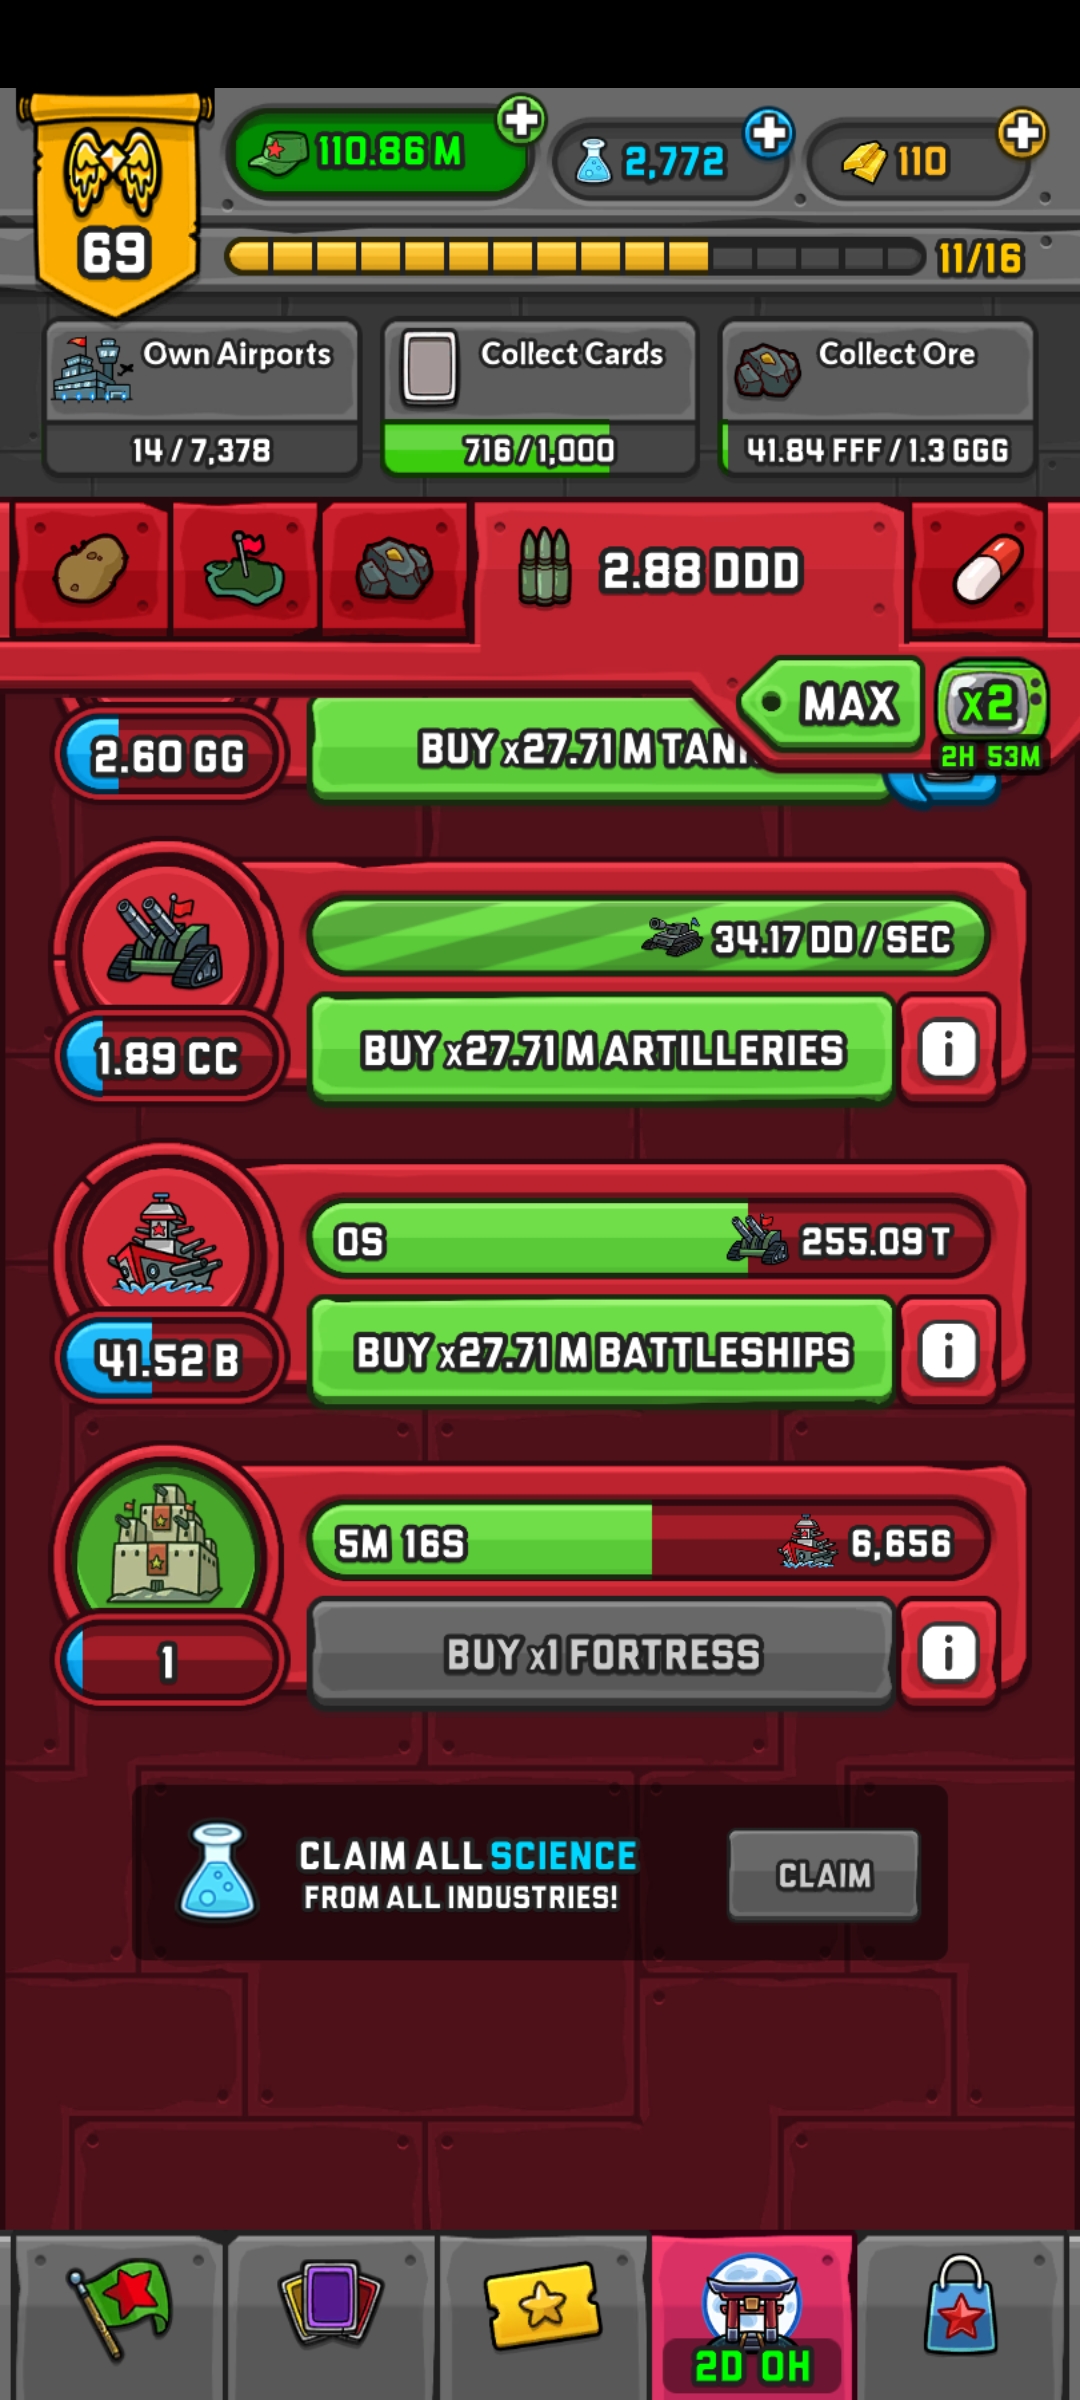 110.86 M
2,772
110
69
11/16
Own Airports
14 / 7,378
Collect Cards
716 / 1,000
Collect Ore
41.84 FFF / 1.3 GGG
2.88 DDD
MAX
x2
2H 53M
2.60 GG
BUY x27.71 M
34.17 DD / SEC
1.89 CC
BUY x27.71 M ARTILLERIES
i
0S
255.09 T
41.52 B
BUY x27.71 M BATTLESHIPS
i
5M 16S
6,656
1
BUY x1 FORTRESS
i
CLAIM ALL SCIENCE
FROM ALL INDUSTRIES!
CLAIM
2D 0H